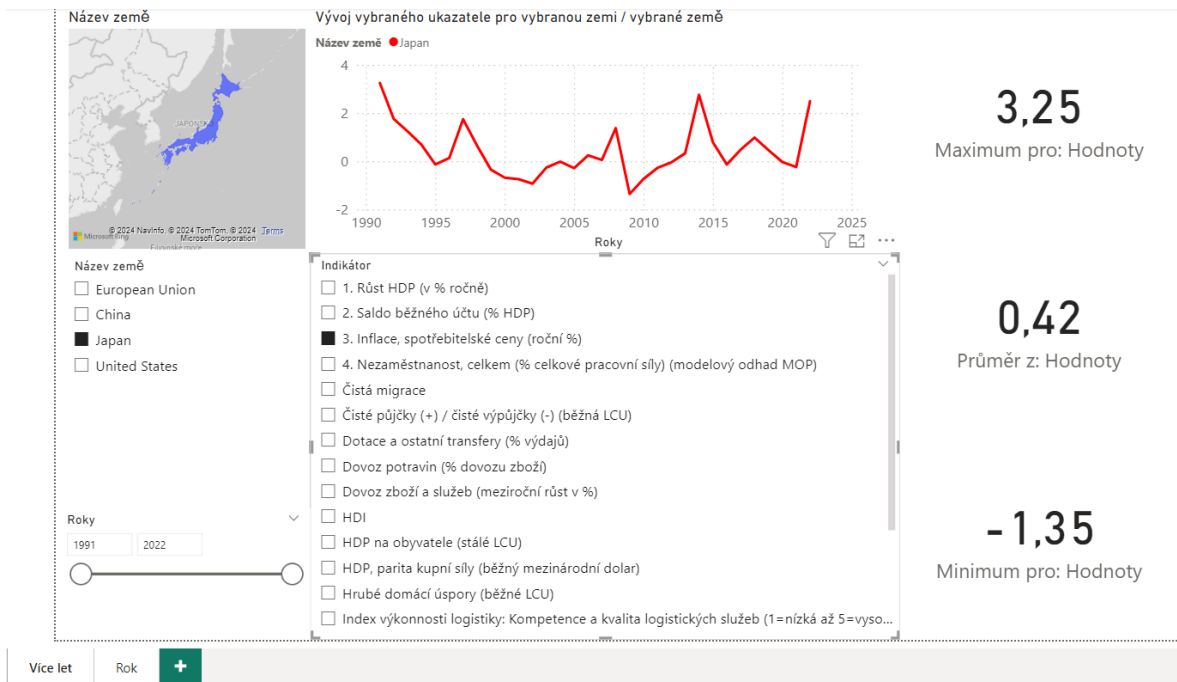 Název země
JAPONSK
© 2024 NavInfo, © 2024 TomTom, © 2024 Terms
Microsoft Bing
Microsoft Corporation
Filipínské moře
Vývoj vybraného ukazatele pro vybranou zemi / vybrané země
Název země Japan
4
2
0
-2
1990 1995 2000 2005 2010 2015 2020 2025
Roky
3,25
Maximum pro: Hodnoty
Název země
European Union
China
Japan
United States
Indikátor
1. Růst HDP (v % ročně)
2. Saldo běžného účtu (% HDP)
3. Inflace, spotřebitelské ceny (roční %)
4. Nezaměstnanost, celkem (% celkové pracovní síly) (modelový odhad MOP)
Čistá migrace
Čisté půjčky (+) / čisté výpůjčky (-) (běžná LCU)
Dotace a ostatní transfery (% výdajů)
Dovoz potravin (% dovozu zboží)
Dovoz zboží a služeb (meziroční růst v %)
HDI
HDP na obyvatele (stálé LCU)
HDP, parita kupní síly (běžný mezinárodní dolar)
Hrubé domácí úspory (běžné LCU)
Index výkonnosti logistiky: Kompetence a kvalita logistických služeb (1=nízká až 5=vyso...
0,42
Průměr z: Hodnoty
Roky
1991 2022
-1,35
Minimum pro: Hodnoty
Více let Rok +